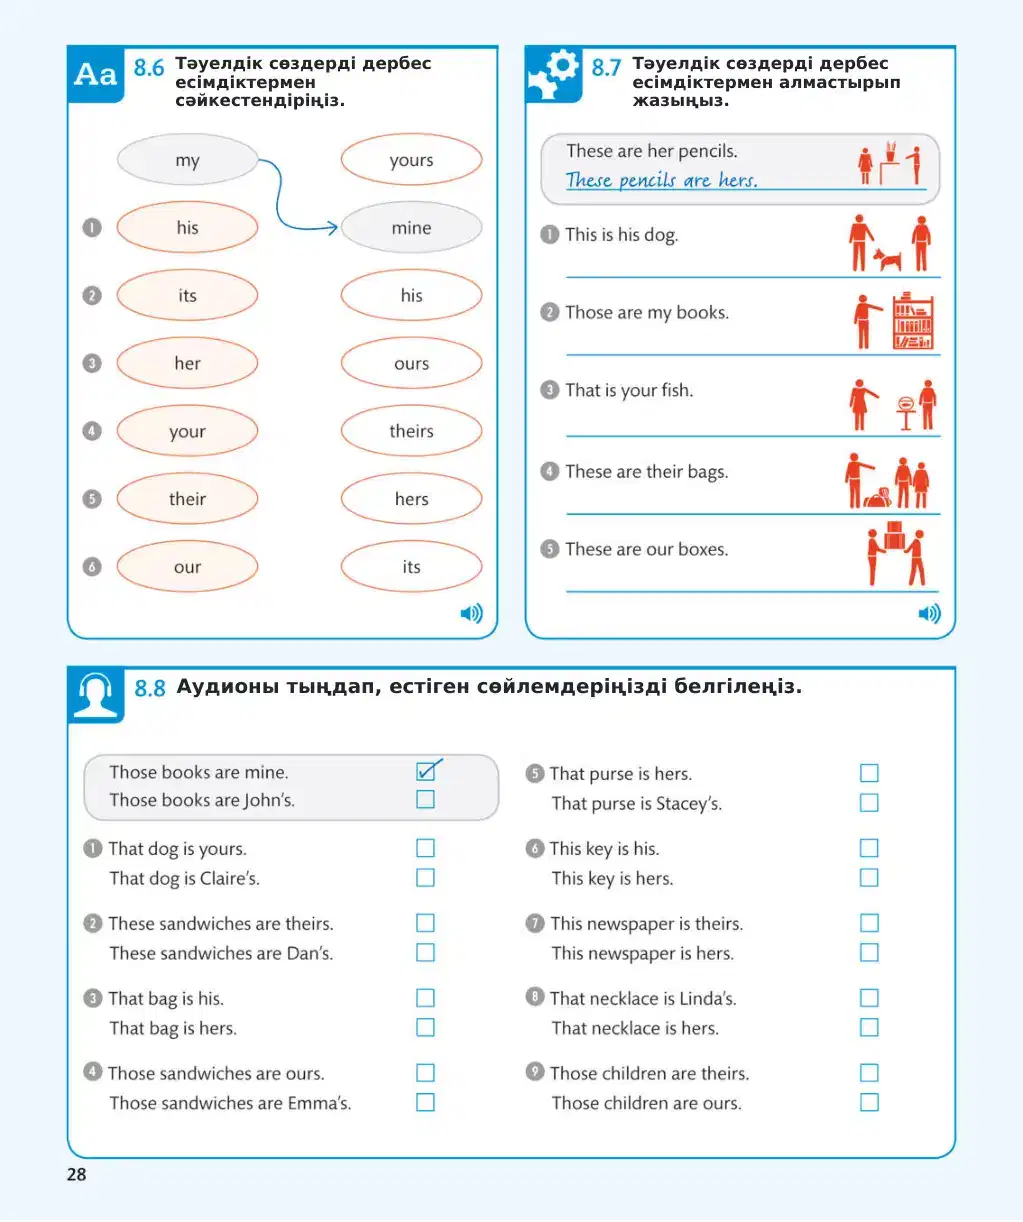 Aa 8.6 Тәуелдік сөздерді дербес
есімдіктермен
сәйкестендіріңіз.
my yours
1 his mine
2 its his
3 her ours
4 your theirs
5 their hers
6 our its
8.7 Тәуелдік сөздерді дербес
есімдіктермен алмастырып
жазыңыз.
These are her pencils.
These pencils are hers.
1 This is his dog.
2 Those are my books.
3 That is your fish.
4 These are their bags.
5 These are our boxes.
8.8 Аудионы тыңдап, естіген сөйлемдеріңізді белгілеңіз.
Those books are mine.
Those books are John's.
1 That dog is yours.
That dog is Claire's.
2 These sandwiches are theirs.
These sandwiches are Dan's.
3 That bag is his.
That bag is hers.
4 Those sandwiches are ours.
Those sandwiches are Emma's.
5 That purse is hers.
That purse is Stacey's.
6 This key is his.
This key is hers.
7 This newspaper is theirs.
This newspaper is hers.
8 That necklace is Linda's.
That necklace is hers.
9 Those children are theirs.
Those children are ours.
28